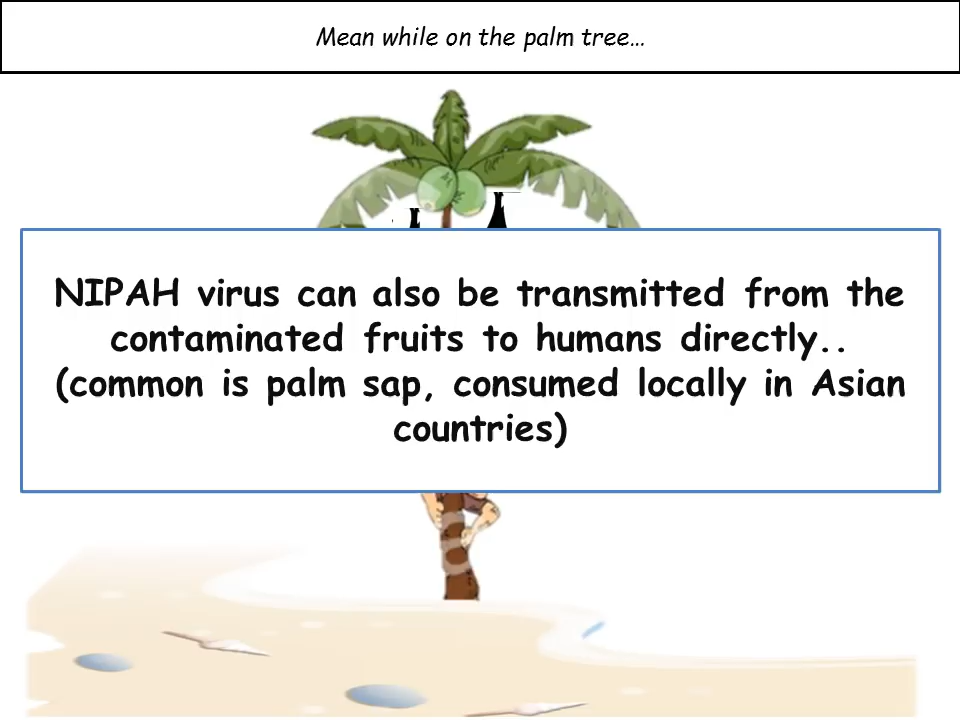 Mean while on the palm tree...
NIPAH virus can also be transmitted from the
contaminated fruits to humans directly..
(common is palm sap, consumed locally in Asian
countries)